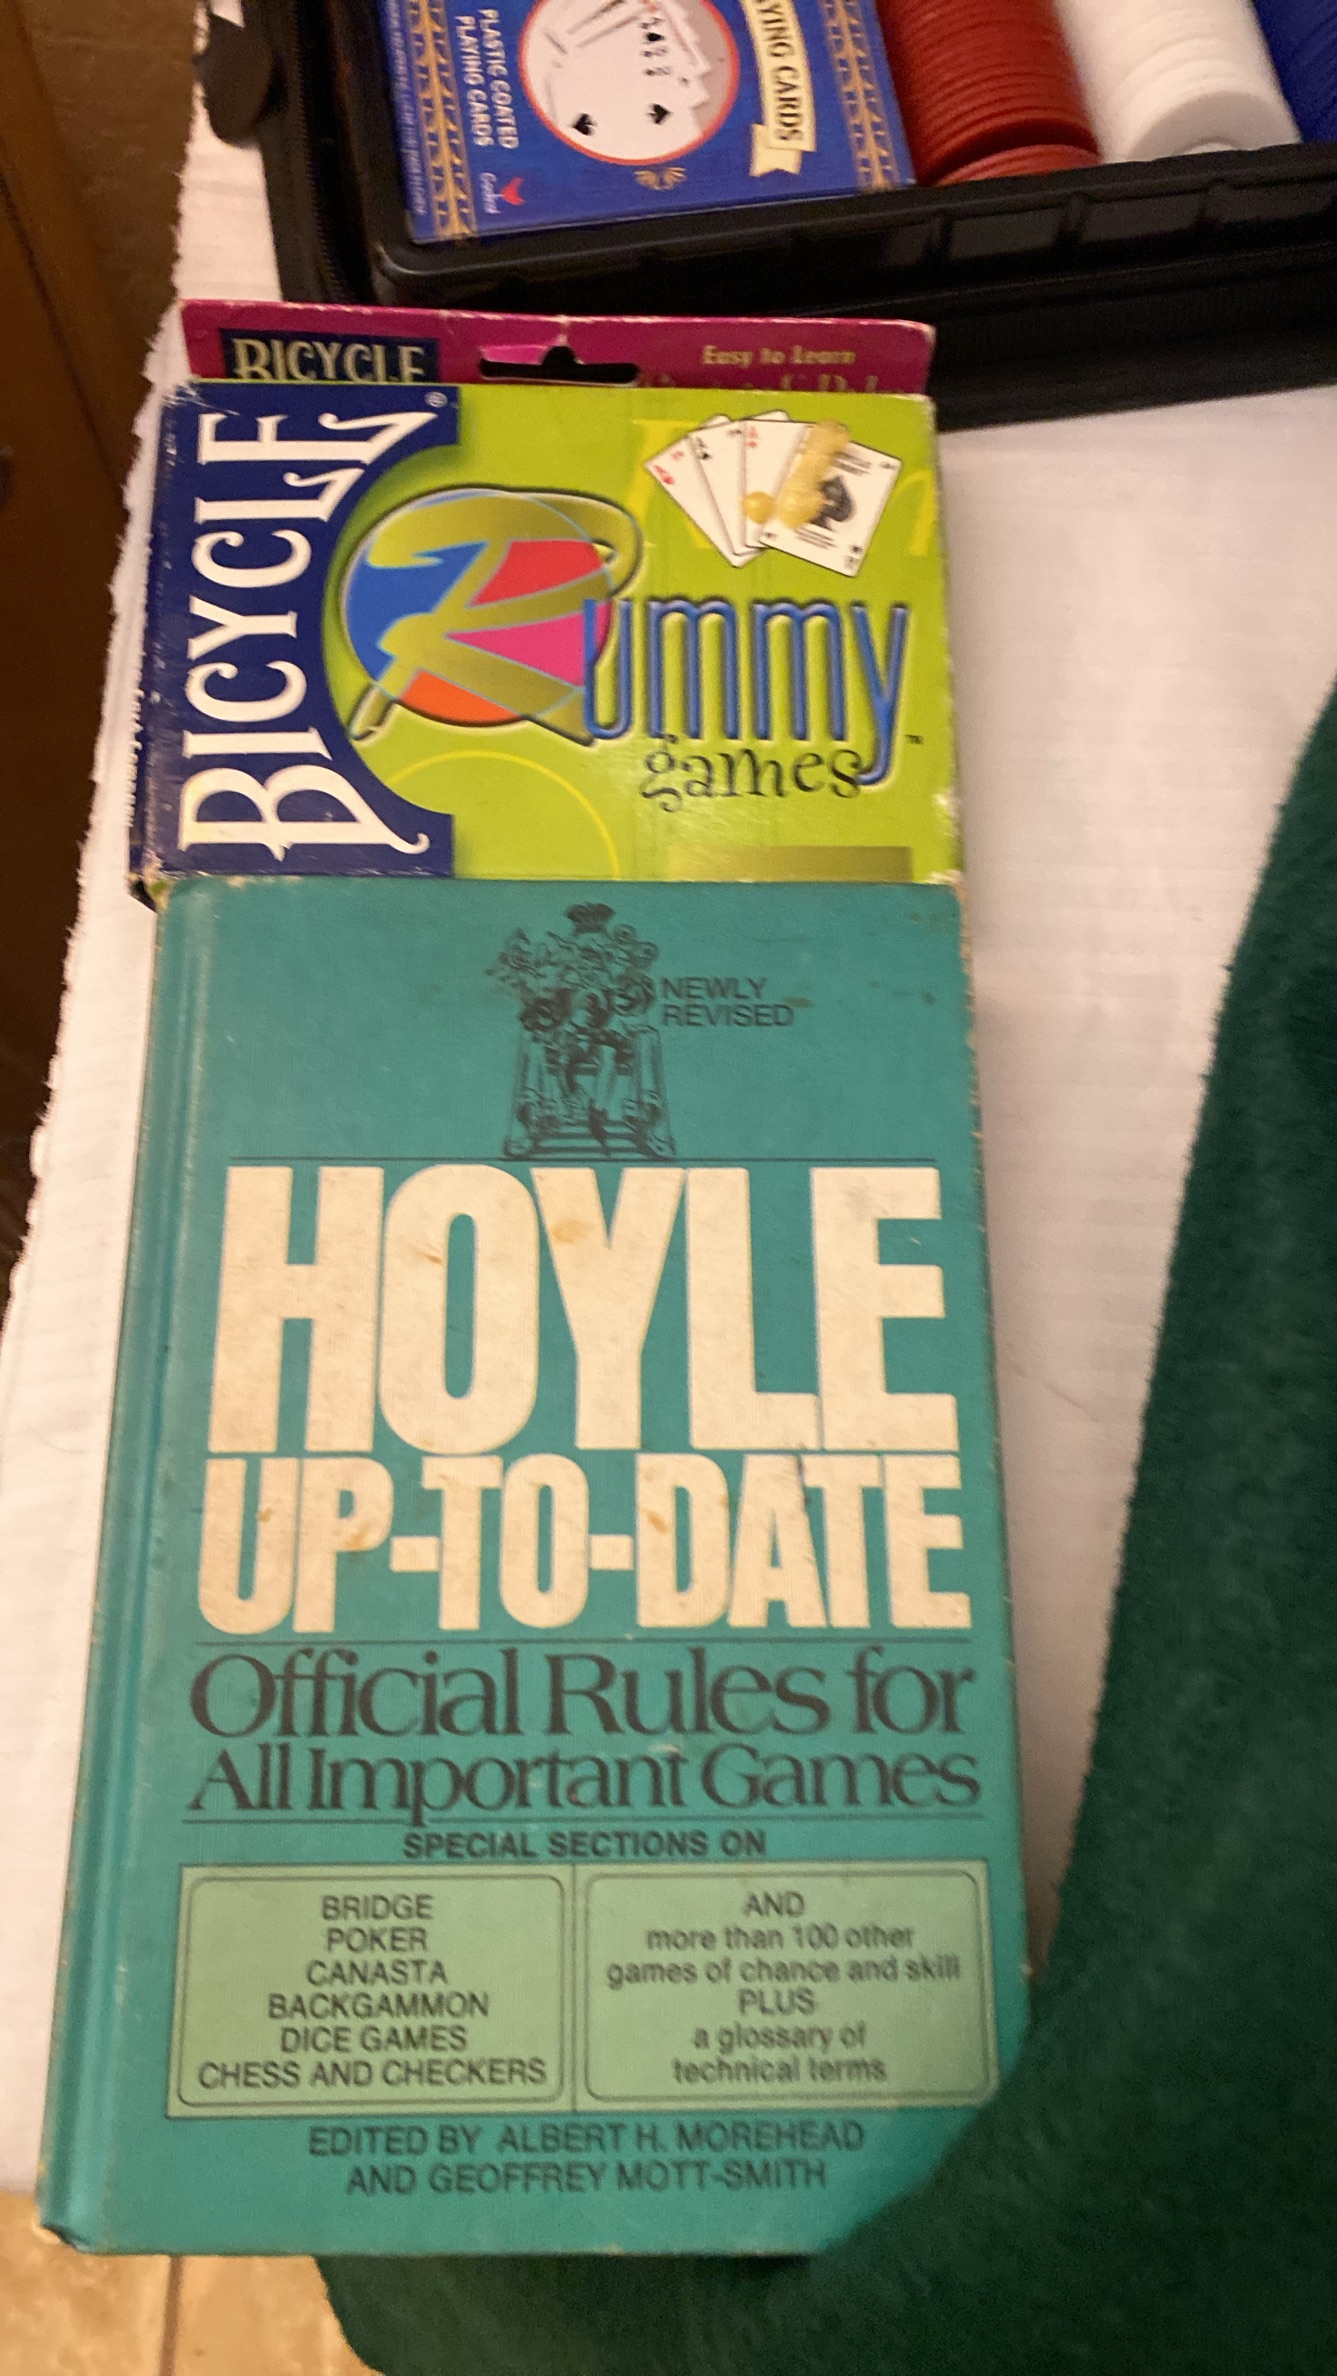 PLAYING CARDS
PLASTIC COATED
PLAYING CARDS
Cardinal
BICYCLE
Easy to Learn
BICYCLE®
Rummy™
games
NEWLY
REVISED
HOYLE
UP-TO-DATE
Official Rules for
All Important Games
SPECIAL SECTIONS ON
BRIDGE
POKER
CANASTA
BACKGAMMON
DICE GAMES
CHESS AND CHECKERS
AND
more than 100 other
games of chance and skill
PLUS
a glossary of
technical terms
EDITED BY ALBERT H. MOREHEAD
AND GEOFFREY MOTT-SMITH